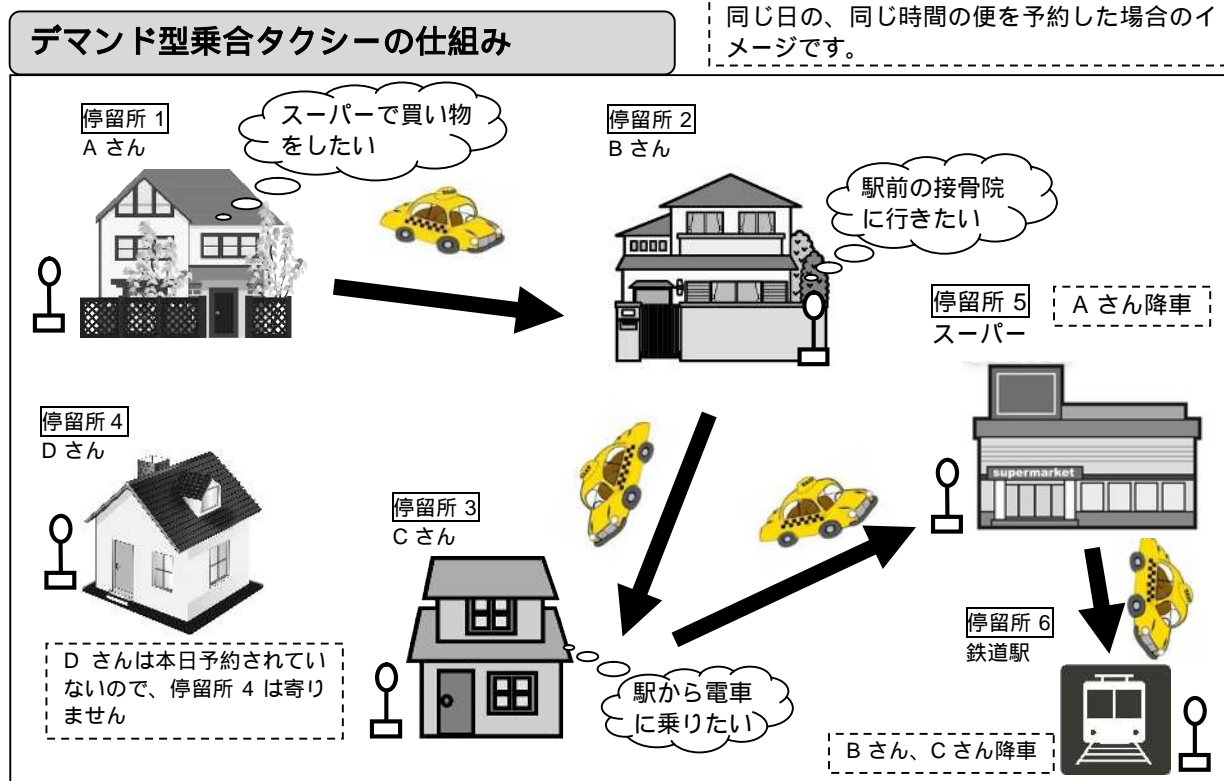 デマンド型乗合タクシーの仕組み
同じ日の、同じ時間の便を予約した場合のイ
メージです。
停留所 1
A さん
スーパーで買い物
をしたい
停留所 2
B さん
駅前の接骨院
に行きたい
停留所 5
スーパー
A さん降車
supermarket
停留所 4
D さん
D さんは本日予約されてい
ないので、停留所 4 は寄り
ません
停留所 3
C さん
駅から電車
に乗りたい
停留所 6
鉄道駅
B さん、C さん降車